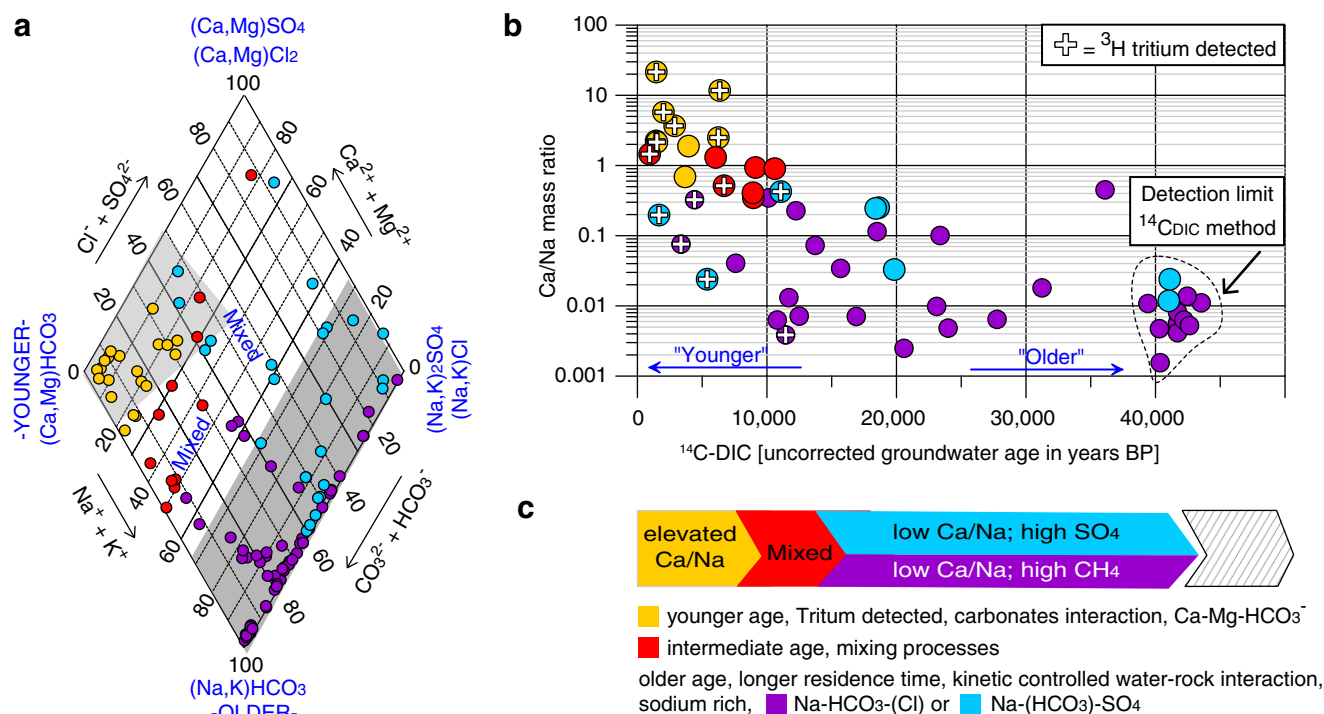 a
(Ca,Mg)SO4
(Ca,Mg)Cl2
100
80
80
60
60
40
40
20
20
0
0
Cl- + SO4 2-
Ca2+ + Mg2+
-YOUNGER-
(Ca,Mg)HCO3
(Na,K)2SO4
(Na,K)Cl
Mixed
Mixed
20
20
40
40
60
60
80
80
100
Na+ + K+
CO3 2- + HCO3-
(Na,K)HCO3
-OLDER-
b
100
10
1
0.1
0.01
0.001
Ca/Na mass ratio
= 3H tritium detected
Detection limit
14CDIC method
"Younger"
"Older"
0
10,000
20,000
30,000
40,000
14C-DIC [uncorrected groundwater age in years BP]
c
elevated
Ca/Na
Mixed
low Ca/Na; high SO4
low Ca/Na; high CH4
younger age, Tritum detected, carbonates interaction, Ca-Mg-HCO3-
intermediate age, mixing processes
older age, longer residence time, kinetic controlled water-rock interaction,
sodium rich, Na-HCO3-(Cl) or Na-(HCO3)-SO4